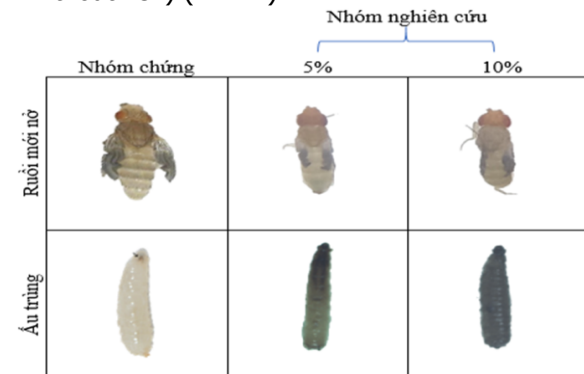 Nhóm nghiên cứu
Nhóm chứng 5% 10%
Ruồi mới nở
Ấu trùng